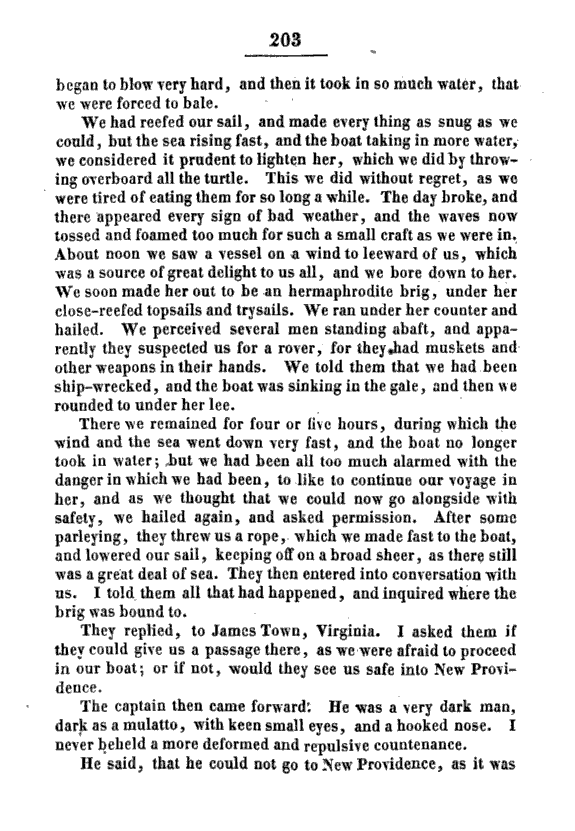 203
began to blow very hard, and then it took in so much water, that
we were forced to bale.
We had reefed our sail, and made every thing as snug as we
could, but the sea rising fast, and the boat taking in more water,
we considered it prudent to lighten her, which we did by throw-
ing overboard all the turtle. This we did without regret, as we
were tired of eating them for so long a while. The day broke, and
there appeared every sign of bad weather, and the waves now
tossed and foamed too much for such a small craft as we were in.
About noon we saw a vessel on a wind to leeward of us, which
was a source of great delight to us all, and we bore down to her.
We soon made her out to be an hermaphrodite brig, under her
close-reefed topsails and trysails. We ran under her counter and
hailed. We perceived several men standing abaft, and appa-
rently they suspected us for a rover, for they had muskets and
other weapons in their hands. We told them that we had been
ship-wrecked, and the boat was sinking in the gale, and then we
rounded to under her lee.
There we remained for four or five hours, during which the
wind and the sea went down very fast, and the boat no longer
took in water; but we had been all too much alarmed with the
danger in which we had been, to like to continue our voyage in
her, and as we thought that we could now go alongside with
safety, we hailed again, and asked permission. After some
parleying, they threw us a rope, which we made fast to the boat,
and lowered our sail, keeping off on a broad sheer, as there still
was a great deal of sea. They then entered into conversation with
us. I told them all that had happened, and inquired where the
brig was bound to.
They replied, to James Town, Virginia. I asked them if
they could give us a passage there, as we were afraid to proceed
in our boat; or if not, would they see us safe into New Provi-
dence.
The captain then came forward. He was a very dark man,
dark as a mulatto, with keen small eyes, and a hooked nose. I
never beheld a more deformed and repulsive countenance.
He said, that he could not go to New Providence, as it was